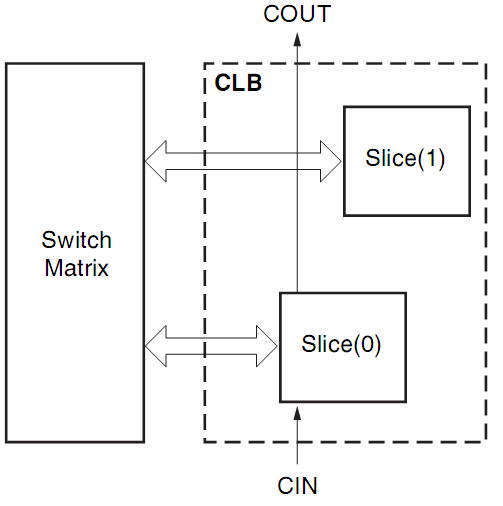 COUT
CLB
Slice(1)
Switch
Matrix
Slice(0)
CIN